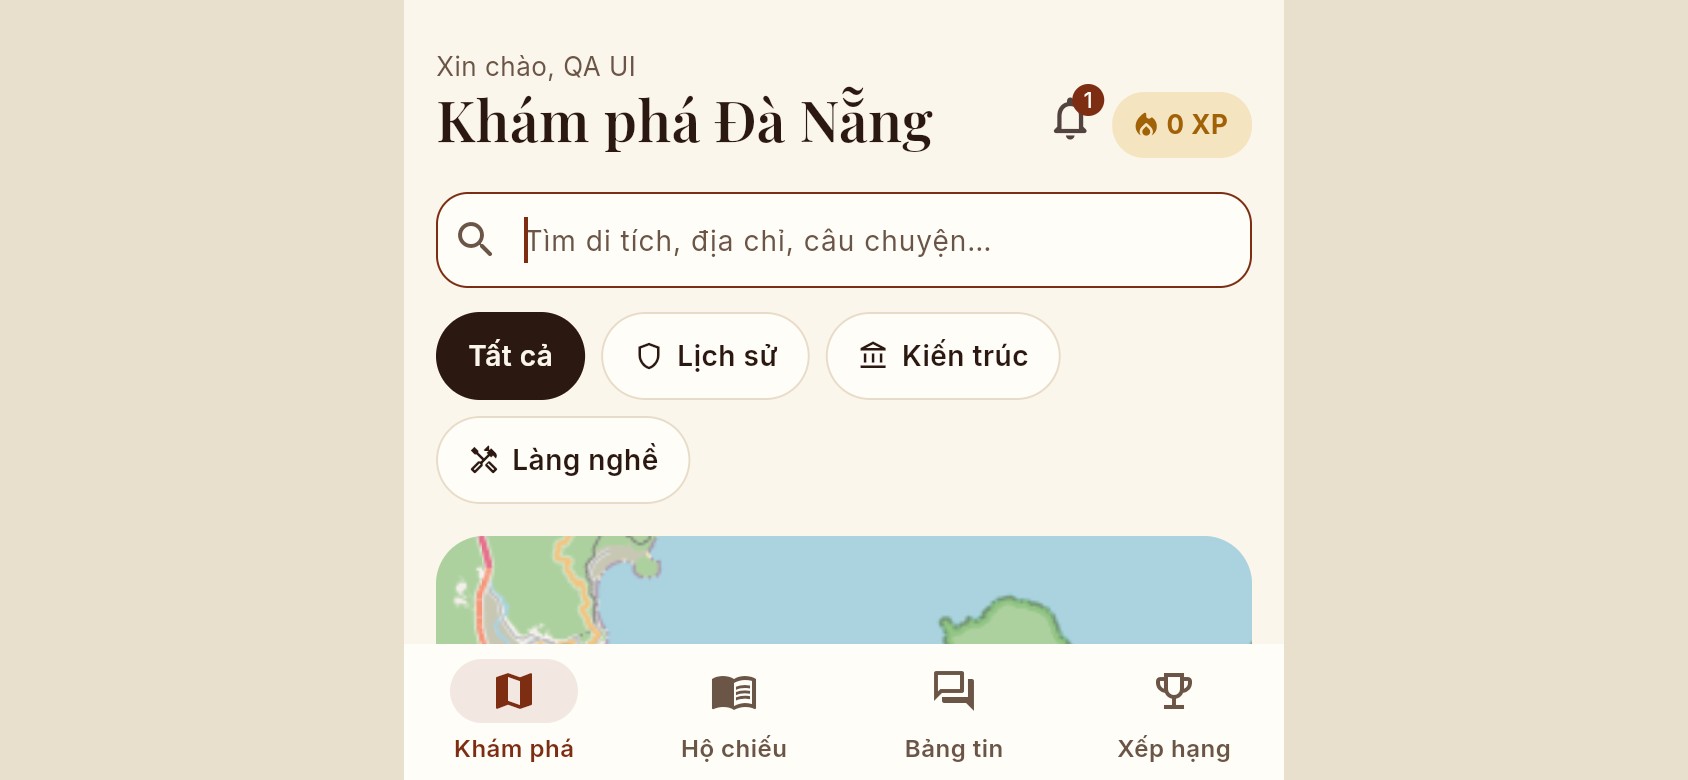 Xin chào, QA UI
Khám phá Đà Nẵng
1
0 XP
Tìm di tích, địa chỉ, câu chuyện...
Tất cả
Lịch sử
Kiến trúc
Làng nghề
Khám phá
Hộ chiếu
Bảng tin
Xếp hạng